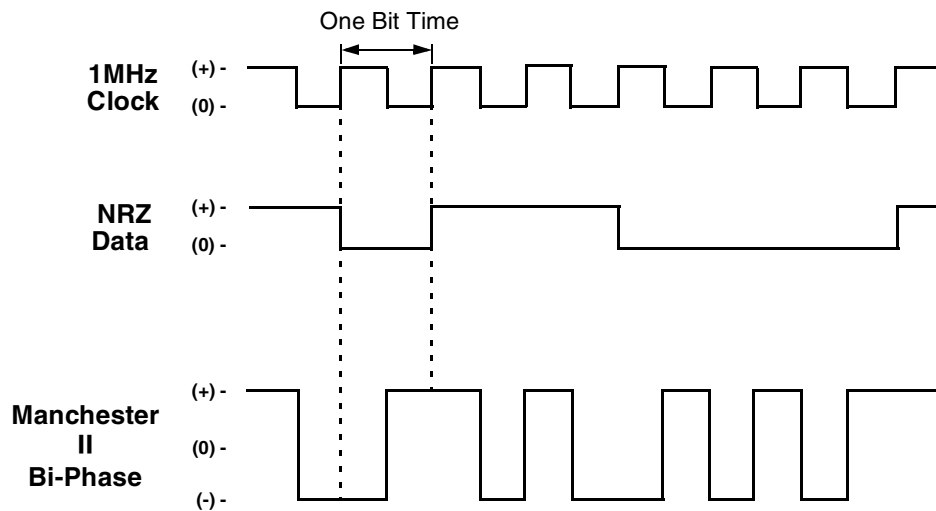 One Bit Time
1MHz
Clock
(+) -
(0) -
NRZ
Data
(+) -
(0) -
Manchester
II
Bi-Phase
(+) -
(0) -
(-) -